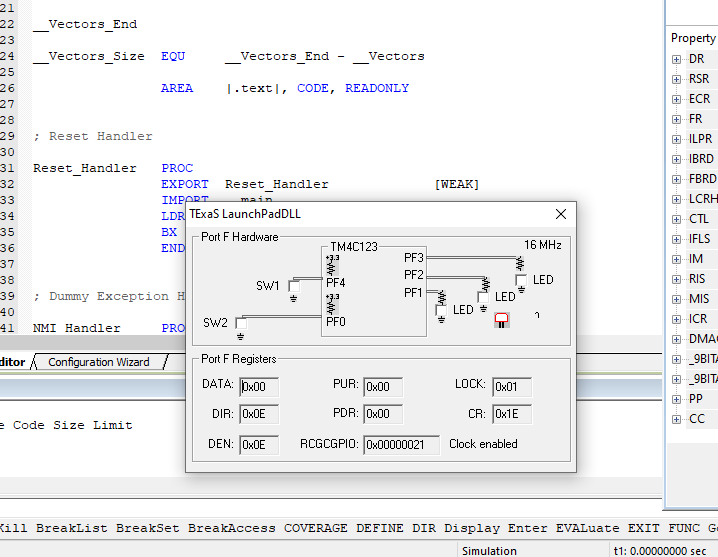 21
22 __Vectors_End
23
24 __Vectors_Size EQU __Vectors_End - __Vectors
25
26 AREA |.text|, CODE, READONLY
27
28
29 ; Reset Handler
30
31 Reset_Handler PROC
32 EXPORT Reset_Handler [WEAK]
33 IMPORT __main
34 LDR
35 BX
36 END
37
38
39 ; Dummy Exception H
40
41 NMI_Handler PRO
ditor Configuration Wizard
e Code Size Limit
TExaS LaunchPadDLL
Port F Hardware
TM4C123
16 MHz
+3.3
PF3
SW1
PF4
PF2
LED
+3.3
PF1
LED
SW2
PF0
LED
Port F Registers
DATA: 0x00 PUR: 0x00 LOCK: 0x01
DIR: 0x0E PDR: 0x00 CR: 0x1E
DEN: 0x0E RCGCGPIO: 0x00000021 Clock enabled
Property
DR
RSR
ECR
FR
ILPR
IBRD
FBRD
LCRH
CTL
IFLS
IM
RIS
MIS
ICR
DMAC
_9BITA
_9BITA
PP
CC
Kill BreakList BreakSet BreakAccess COVERAGE DEFINE DIR Display Enter EVALuate EXIT FUNC Go
Simulation t1: 0.00000000 sec